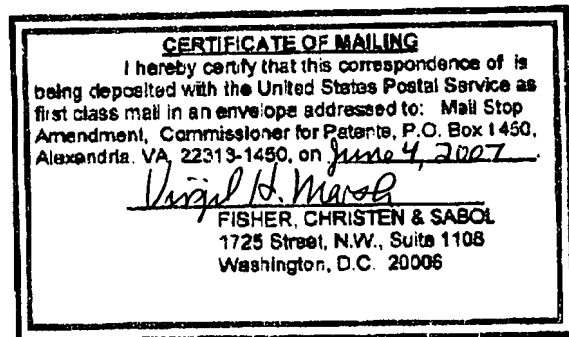 CERTIFICATE OF MAILING
I hereby certify that this correspondence of is
being deposited with the United States Postal Service as
first class mail in an envelope addressed to: Mail Stop
Amendment, Commissioner for Patents, P.O. Box 1450,
Alexandria. VA 22313-1450, on June 4, 2007.
Virgil H. Marsh
FISHER, CHRISTEN & SABOL
1725 Street, N.W., Suite 1108
Washington, D.C. 20006